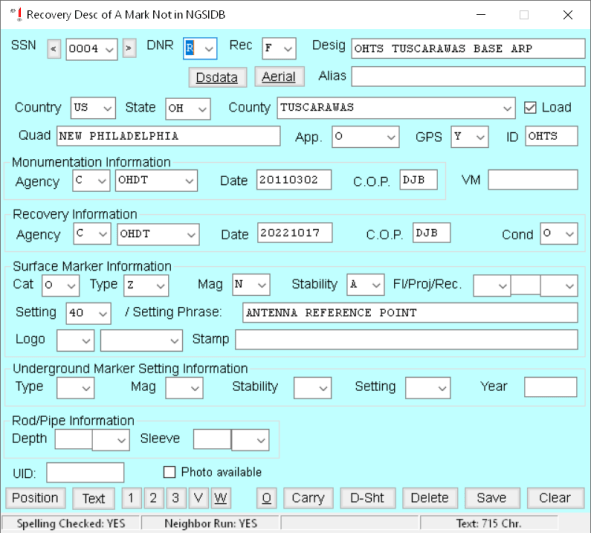 Recovery Desc of A Mark Not in NGSIDB
SSN < 0004 > DNR R Rec F Desig OHTS TUSCARAWAS BASE ARP
Dsdata Aerial Alias
Country US State OH County TUSCARAWAS Load
Quad NEW PHILADELPHIA App. O GPS Y ID OHTS
Monumentation Information
Agency C OHDT Date 20110302 C.O.P. DJB VM
Recovery Information
Agency C OHDT Date 20221017 C.O.P. DJB Cond O
Surface Marker Information
Cat O Type Z Mag N Stability A Fl/Proj/Rec.
Setting 40 / Setting Phrase: ANTENNA REFERENCE POINT
Logo Stamp
Underground Marker Setting Information
Type Mag Stability Setting Year
Rod/Pipe Information
Depth Sleeve
UID: Photo available
Position Text 1 2 3 V W O Carry D-Sht Delete Save Clear
Spelling Checked: YES Neighbor Run: YES Text: 715 Chr.